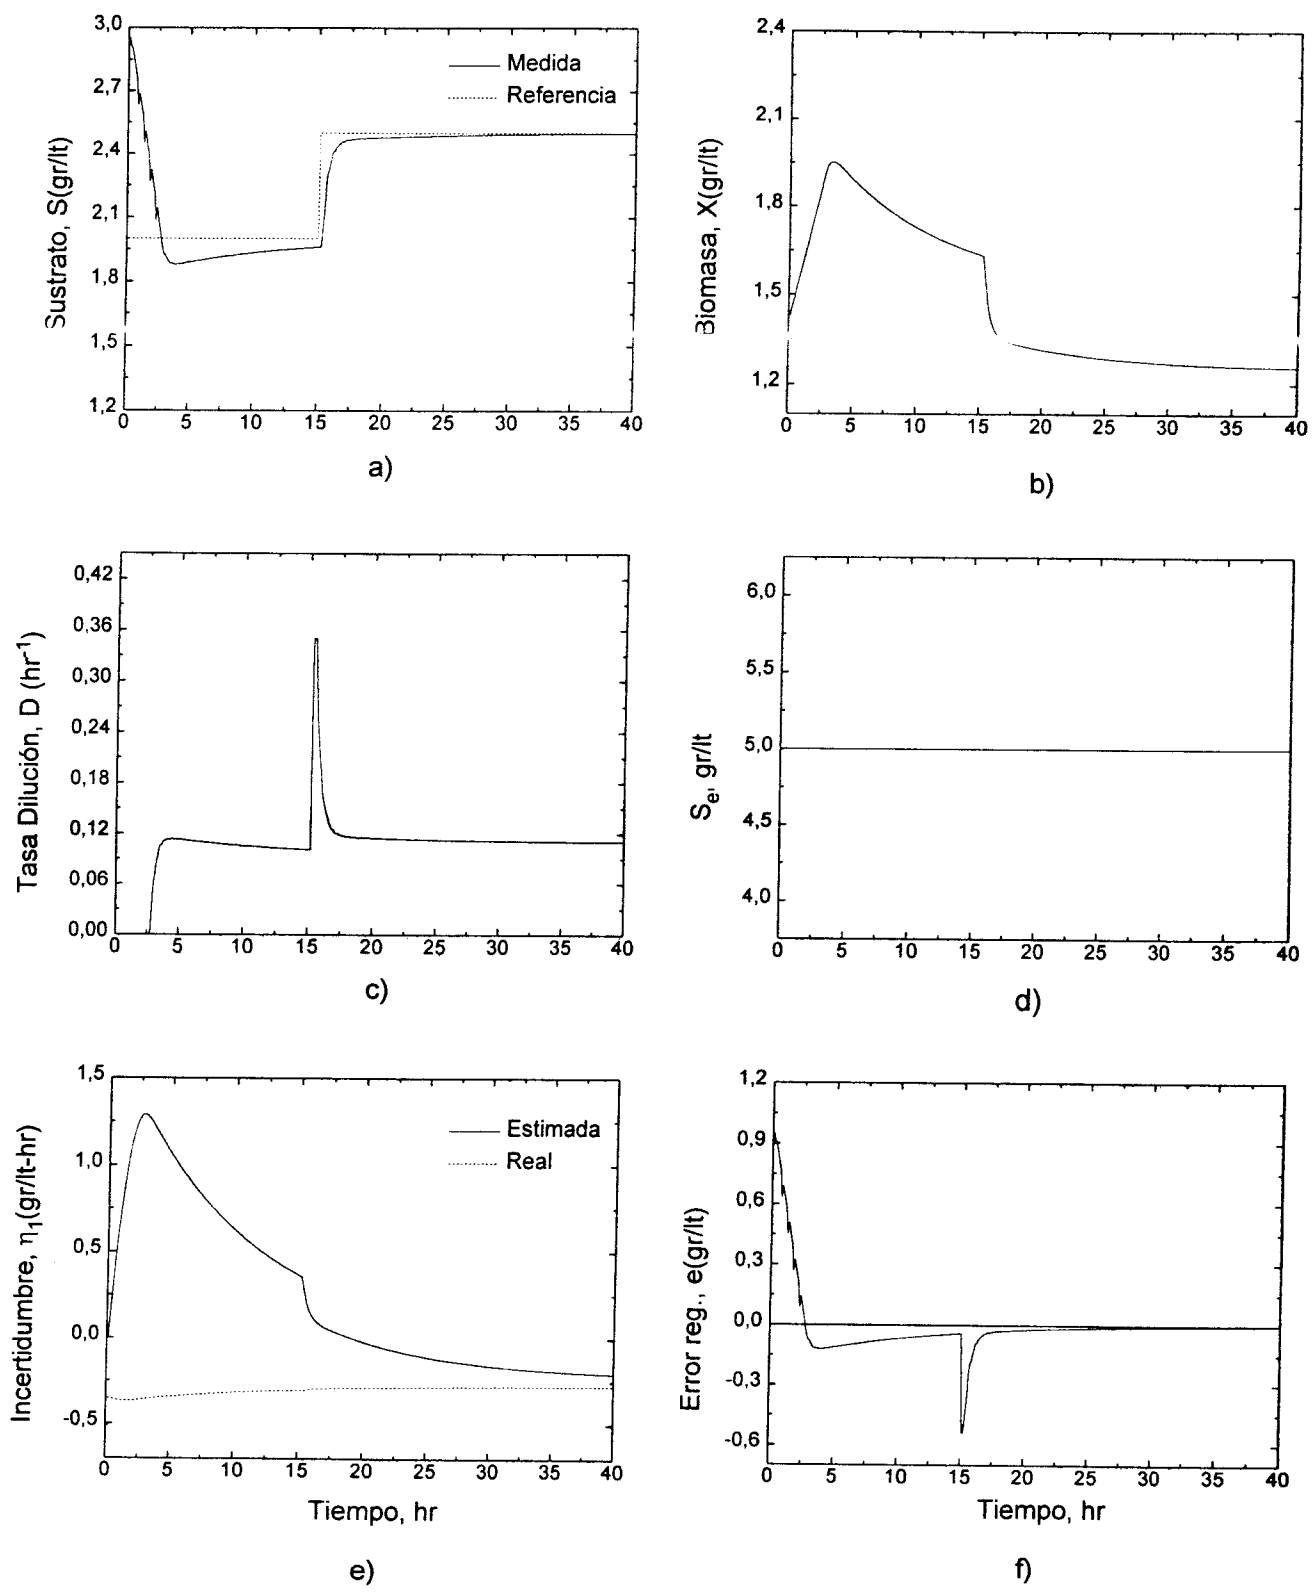 3,0
2,7
2,4
2,1
1,8
1,5
1,2
Sustrato, S(gr/lt)
Medida
Referencia
0 5 10 15 20 25 30 35 40
a)
2,4
2,1
1,8
1,5
1,2
Biomasa, X(gr/lt)
0 5 10 15 20 25 30 35 40
b)
0,42
0,36
0,30
0,24
0,18
0,12
0,06
0,00
Tasa Dilución, D (hr⁻¹)
0 5 10 15 20 25 30 35 40
c)
6,0
5,5
5,0
4,5
4,0
Sₑ, gr/lt
0 5 10 15 20 25 30 35 40
d)
1,5
1,0
0,5
0,0
-0,5
Incertidumbre, η₁(gr/lt-hr)
Estimada
Real
0 5 10 15 20 25 30 35 40
Tiempo, hr
e)
1,2
0,9
0,6
0,3
0,0
-0,3
-0,6
Error reg., e(gr/lt)
0 5 10 15 20 25 30 35 40
Tiempo, hr
f)